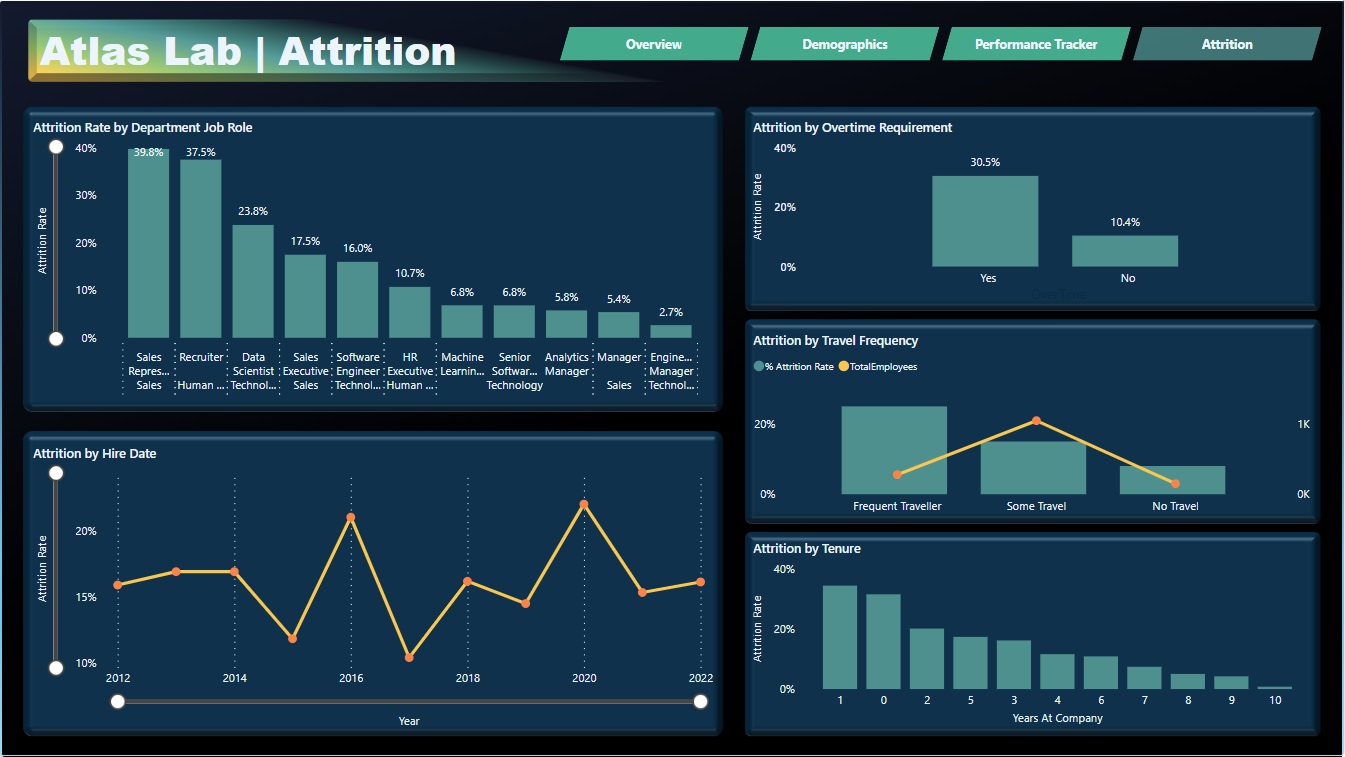 Atlas Lab | Attrition
Overview
Demographics
Performance Tracker
Attrition
Attrition Rate by Department Job Role
Attrition Rate
40%
30%
20%
10%
0%
39.8%
37.5%
23.8%
17.5%
16.0%
10.7%
6.8%
6.8%
5.8%
5.4%
2.7%
Sales Recruiter Data Sales Software HR Machine Senior Analytics Manager Engine...
Repres... Scientist Executive Engineer Executive Learnin... Softwar... Manager Manager
Sales Human ... Technol... Sales Technol... Human ... Technology Sales Technol...
Attrition by Hire Date
Attrition Rate
20%
15%
10%
2012 2014 2016 2018 2020 2022
Year
Attrition by Overtime Requirement
Attrition Rate
40%
20%
0%
30.5%
10.4%
Yes No
OverTime
Attrition by Travel Frequency
% Attrition Rate TotalEmployees
20% 1K
0% 0K
Frequent Traveller Some Travel No Travel
Attrition by Tenure
Attrition Rate
40%
20%
0%
1 0 2 5 3 4 6 7 8 9 10
Years At Company